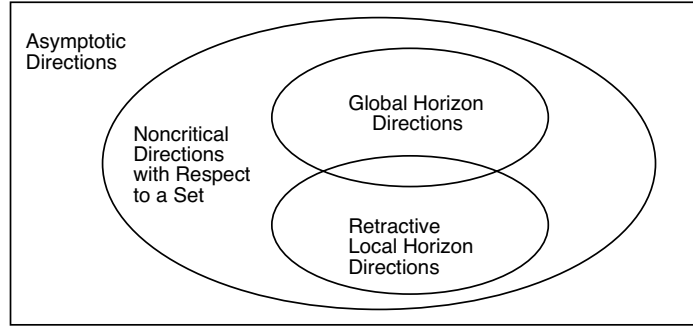 Asymptotic
Directions
Global Horizon
Directions
Noncritical
Directions
with Respect
to a Set
Retractive
Local Horizon
Directions